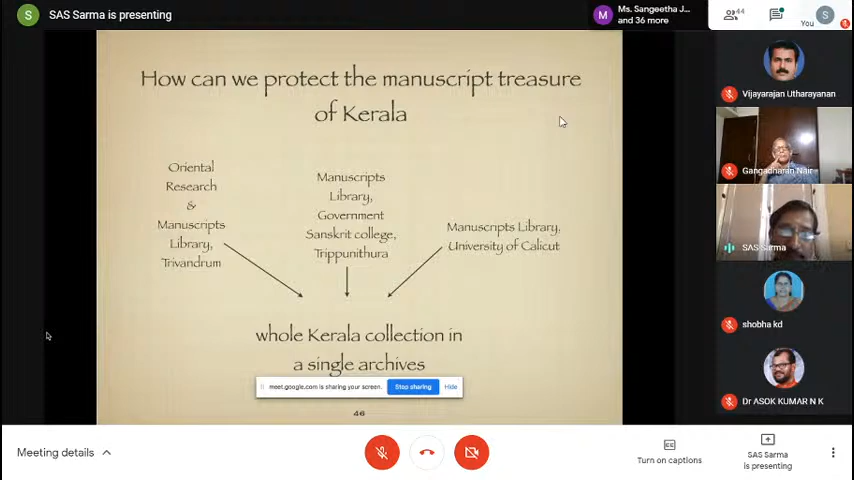 S
SAS Sarma is presenting
M
Ms. Sangeetha J...
and 36 more
44
You
S
How can we protect the manuscript treasure
of Kerala
Oriental
Research
&
Manuscripts
Library,
Trivandrum
Manuscripts
Library,
Government
Sanskrit college,
Trippunithura
Manuscripts Library,
University of Calicut
whole Kerala collection in
a single archives
meet.google.com is sharing your screen.
Stop sharing
Hide
46
Vijayarajan Utharayanan
Gangadharan Nair
SAS Sarma
shobha kd
Dr ASOK KUMAR N K
Meeting details
Turn on captions
SAS Sarma
is presenting